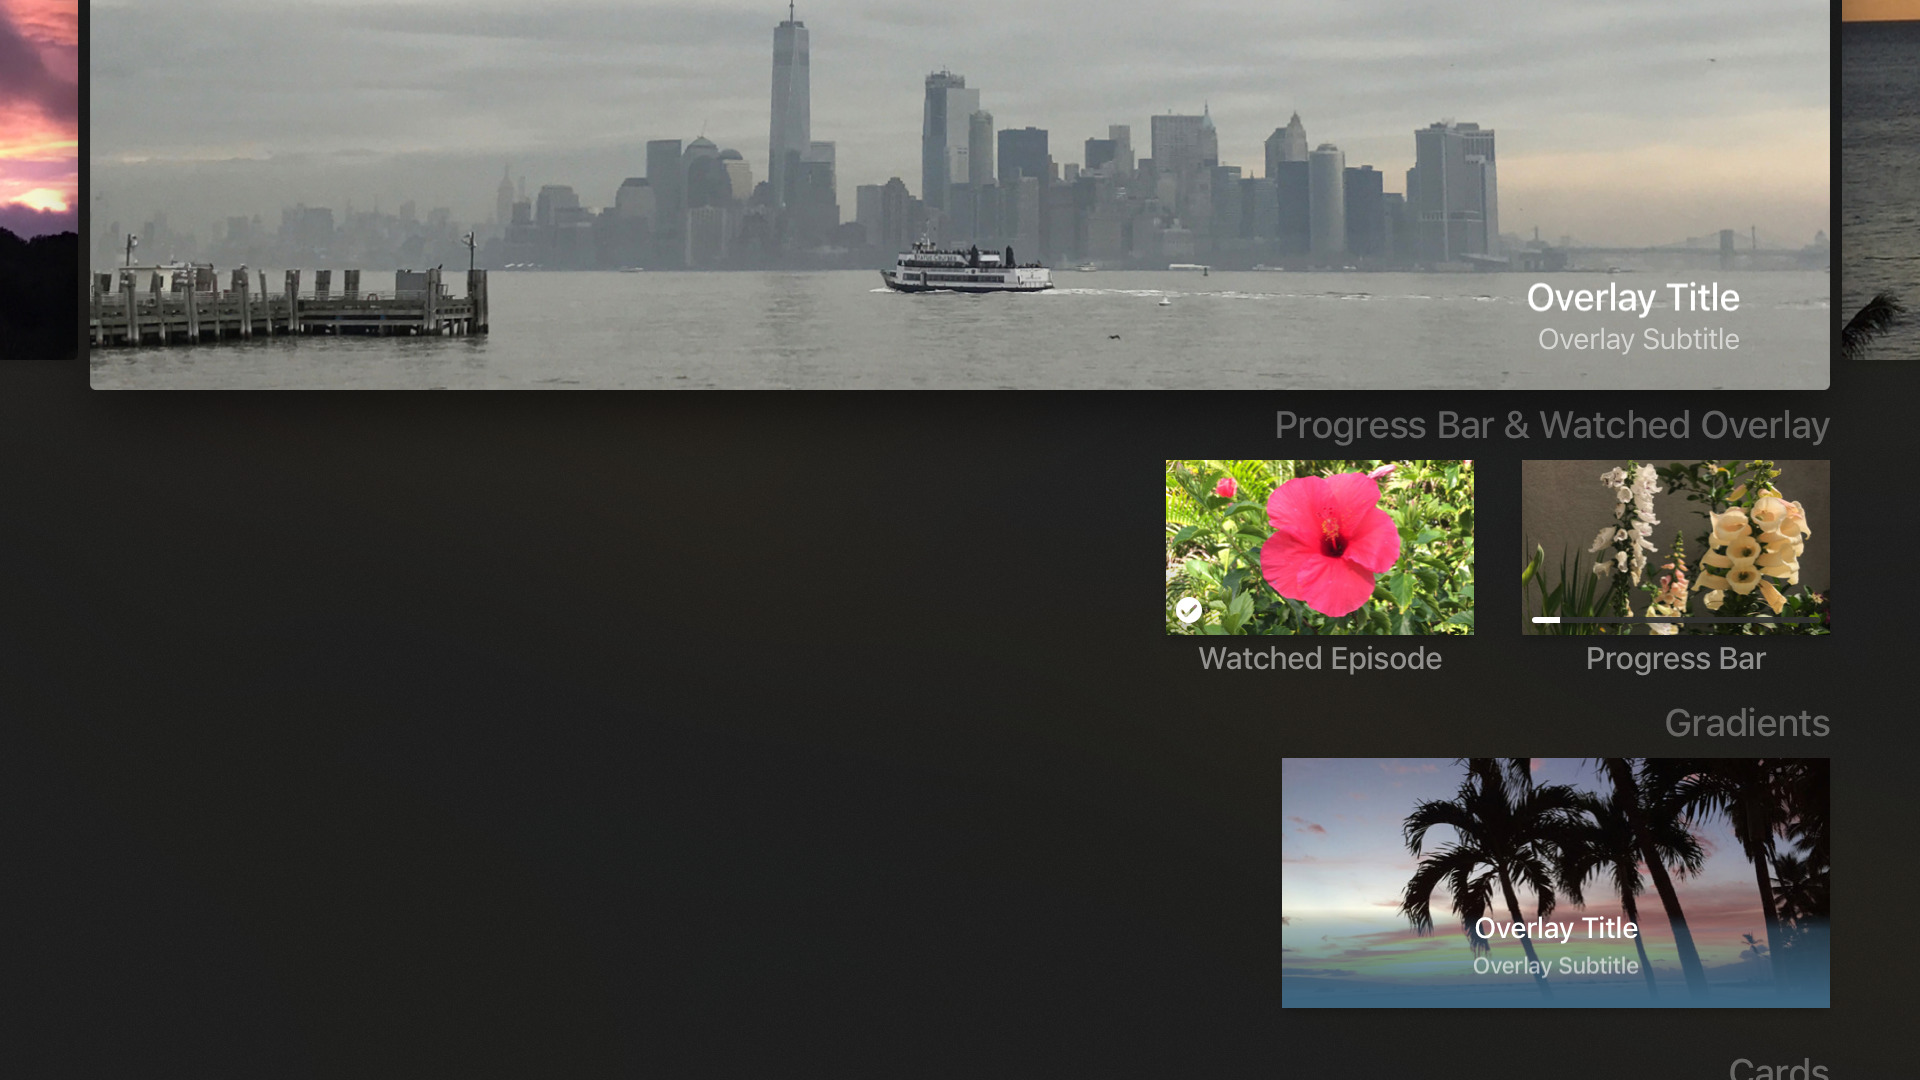 Overlay Title
Overlay Subtitle
Progress Bar & Watched Overlay
Watched Episode
Progress Bar
Gradients
Overlay Title
Overlay Subtitle
Cards